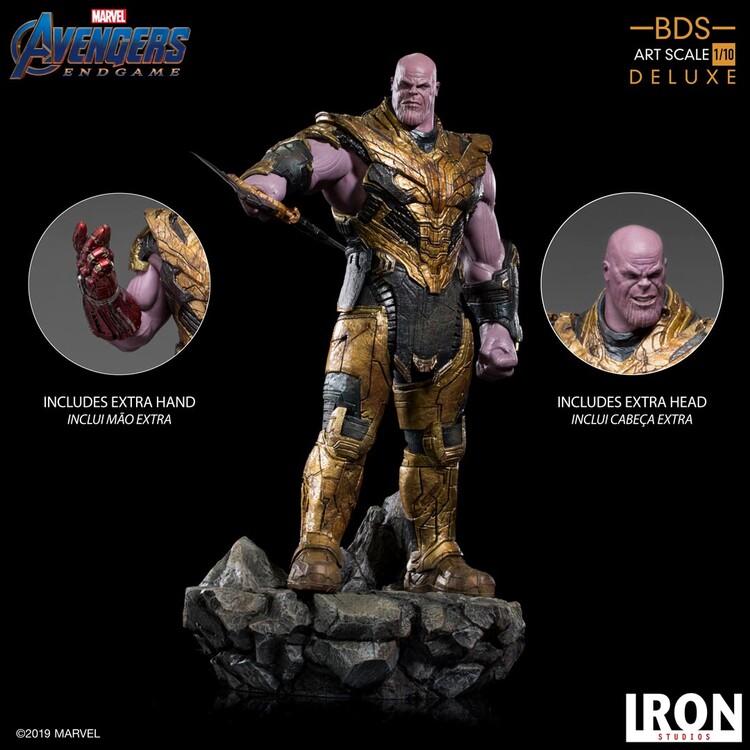 MARVEL
AVENGERS
ENDGAME
BDS
ART SCALE 1/10
DELUXE
INCLUDES EXTRA HAND
INCLUI MÃO EXTRA
INCLUDES EXTRA HEAD
INCLUI CABEÇA EXTRA
©2019 MARVEL
IRON
STUDIOS